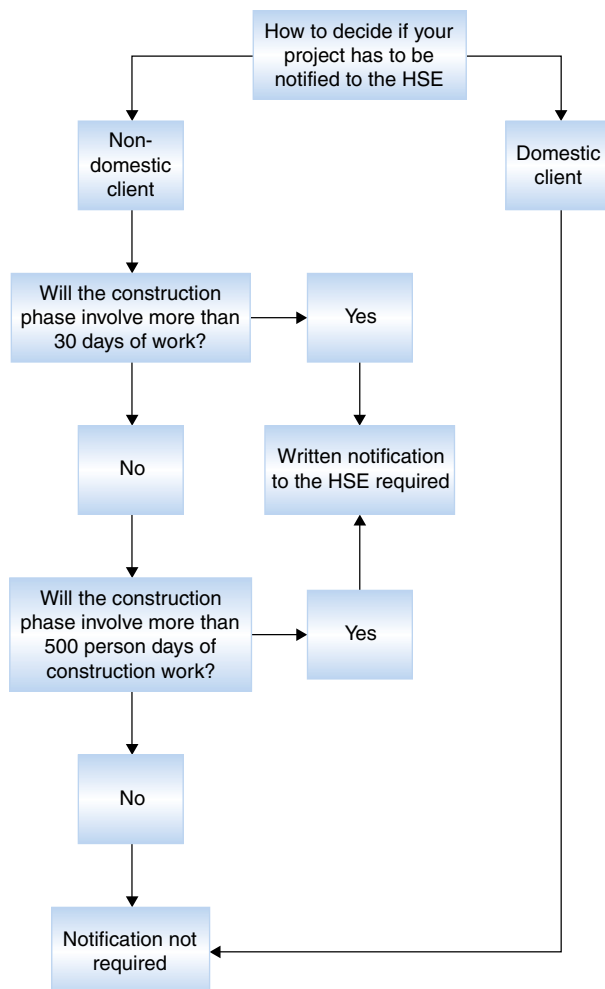 How to decide if your
project has to be
notified to the HSE
Non-
domestic
client
Domestic
client
Will the construction
phase involve more than
30 days of work?
Yes
No
Written notification
to the HSE required
Will the construction
phase involve more than
500 person days of
construction work?
Yes
No
Notification not
required